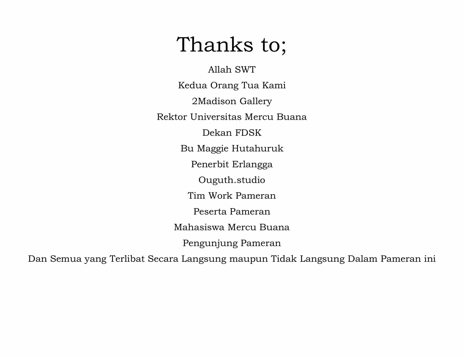 Thanks to;
Allah SWT
Kedua Orang Tua Kami
2Madison Gallery
Rektor Universitas Mercu Buana
Dekan FDSK
Bu Maggie Hutahuruk
Penerbit Erlangga
Ouguth.studio
Tim Work Pameran
Peserta Pameran
Mahasiswa Mercu Buana
Pengunjung Pameran
Dan Semua yang Terlibat Secara Langsung maupun Tidak Langsung Dalam Pameran ini